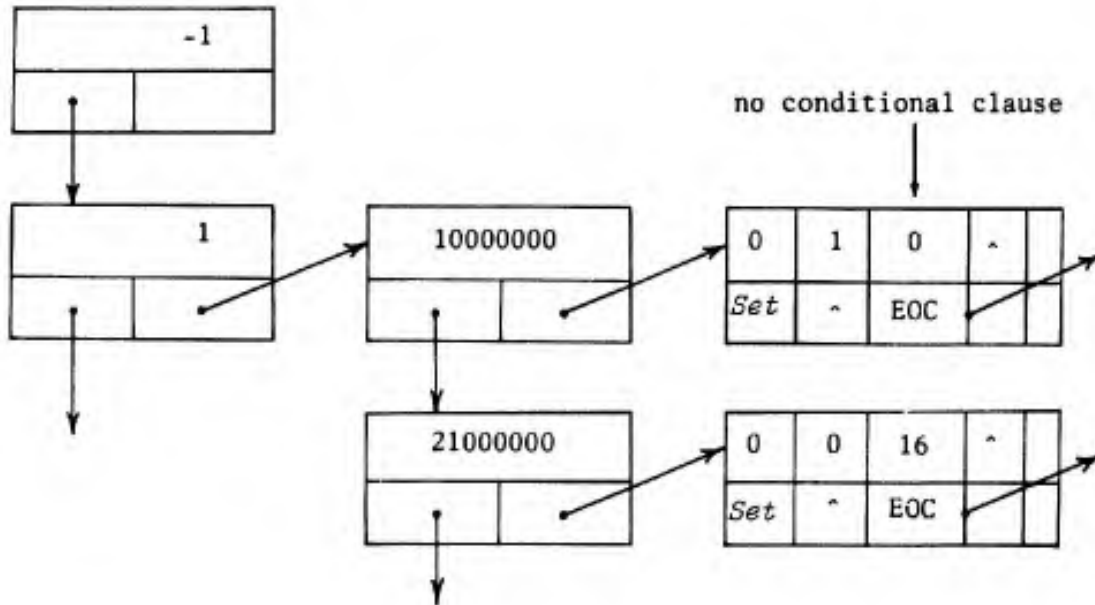 -1
no conditional clause
1
10000000
0 1 0 ^
Set ^ EOC
21000000
0 0 16 ^
Set ^ EOC